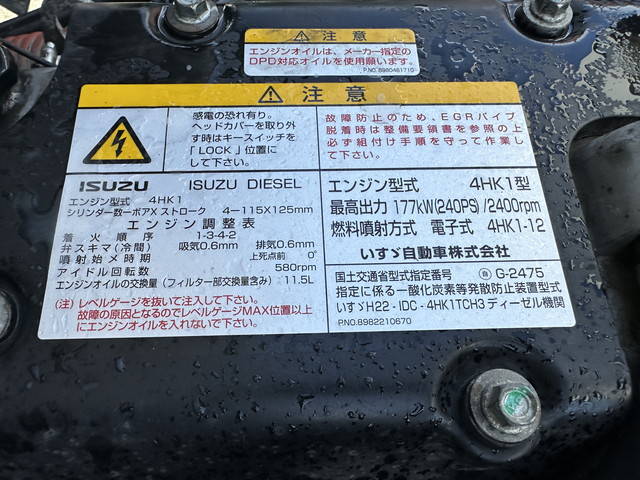 注意
エンジンオイルは、メーカー指定の
DPD対応オイルを使用願います。
P.NO.8980461710
注意
感電の恐れ有り。
ヘッドカバーを取り外
す時はキースイッチを
「LOCK」位置に
して下さい。
故障防止のため、EGRパイプ
脱着時は整備要領書を参照の上
必ず組付け手順を守って作業し
て下さい。
ISUZU ISUZU DIESEL
エンジン型式 4HK1
シリンダー数ーボアXストローク 4-115X125mm
エンジン調整表
着火順序 1-3-4-2
弁スキマ(冷間) 吸気0.6mm 排気0.6mm
噴射始メ時期 上死点前 0°
アイドル回転数 580rpm
エンジンオイルの交換量(フィルター部交換量含み) 11.5L
(注)レベルゲージを抜いて注入して下さい。
故障の原因となるのでレベルゲージMAX位置以上
にエンジンオイルを入れないで下さい。
エンジン型式 4HK1型
最高出力 177kW(240PS)/2400rpm
燃料噴射方式 電子式 4HK1-12
いすゞ自動車株式会社
国土交通省型式指定番号 自 G-2475
指定に係る一酸化炭素等発散防止装置型式
いすゞH22-IDC-4HK1TCH3ディーゼル機関
P.NO.8982210670